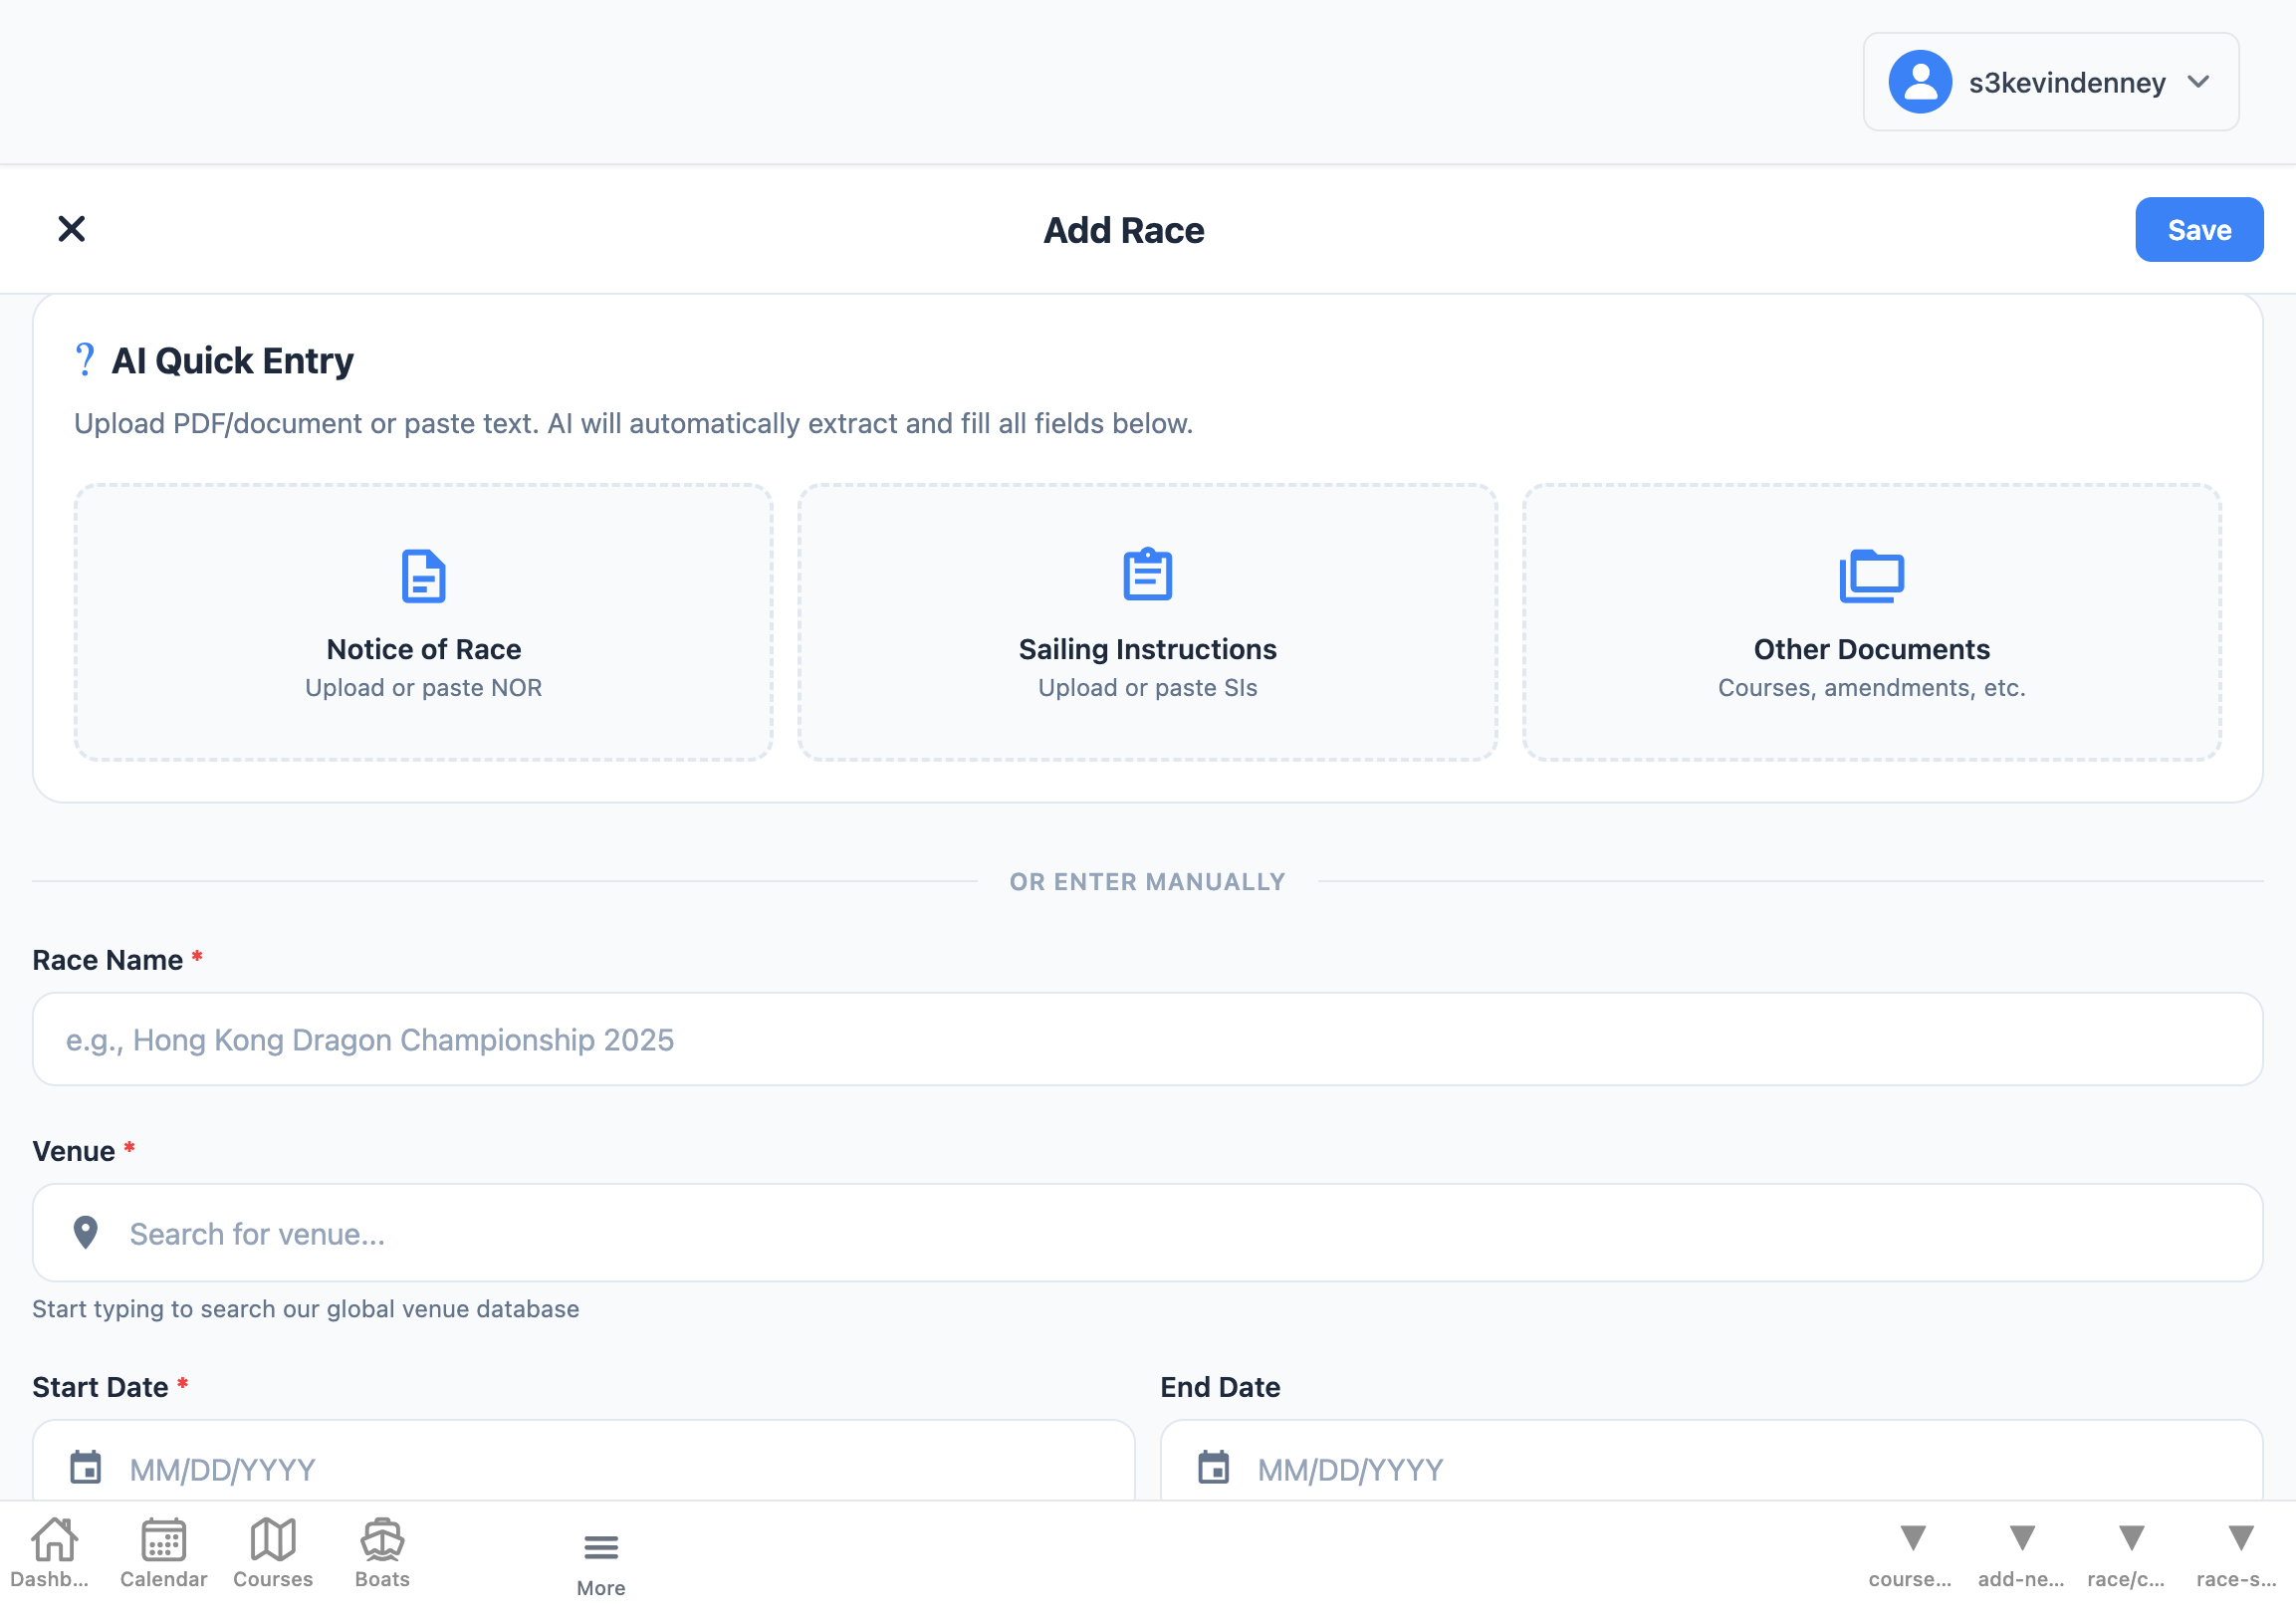 s3kevindenney
Add Race
Save
? AI Quick Entry
Upload PDF/document or paste text. AI will automatically extract and fill all fields below.
Notice of Race
Upload or paste NOR
Sailing Instructions
Upload or paste SIs
Other Documents
Courses, amendments, etc.
OR ENTER MANUALLY
Race Name *
e.g., Hong Kong Dragon Championship 2025
Venue *
Search for venue...
Start typing to search our global venue database
Start Date *
End Date
MM/DD/YYYY
MM/DD/YYYY
Dashb...
Calendar
Courses
Boats
More
course...
add-ne...
race/c...
race-s...